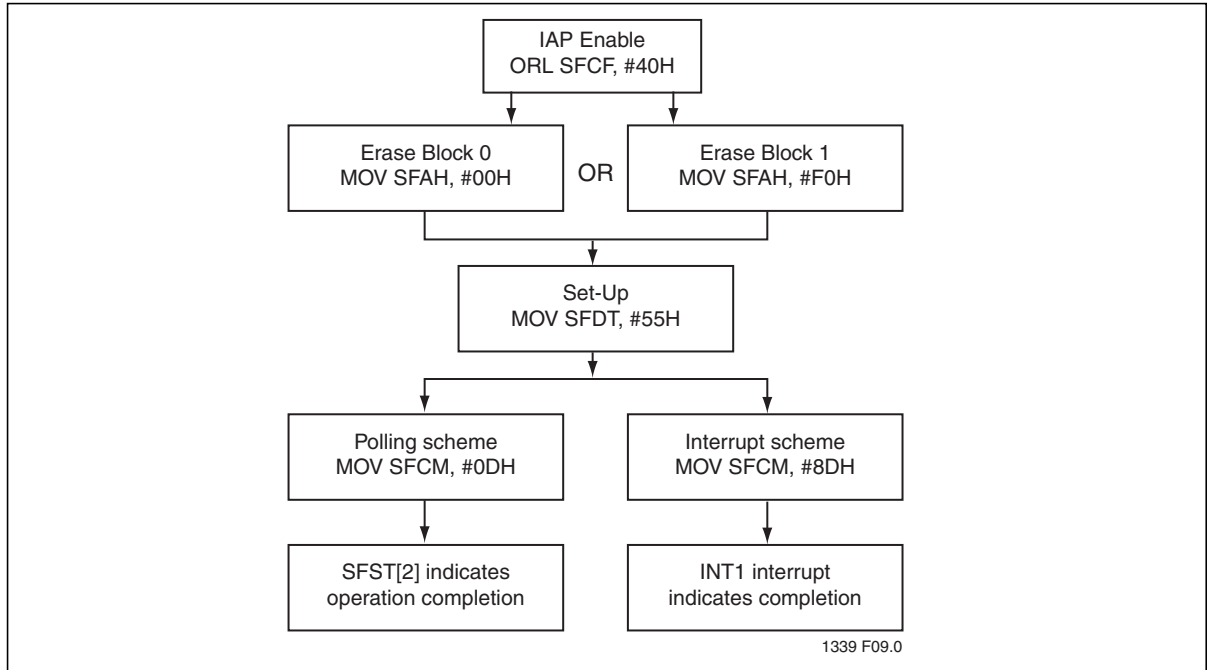 IAP Enable
ORL SFCF, #40H
Erase Block 0
MOV SFAH, #00H
OR
Erase Block 1
MOV SFAH, #F0H
Set-Up
MOV SFDT, #55H
Polling scheme
MOV SFCM, #0DH
Interrupt scheme
MOV SFCM, #8DH
SFST[2] indicates
operation completion
INT1 interrupt
indicates completion
1339 F09.0